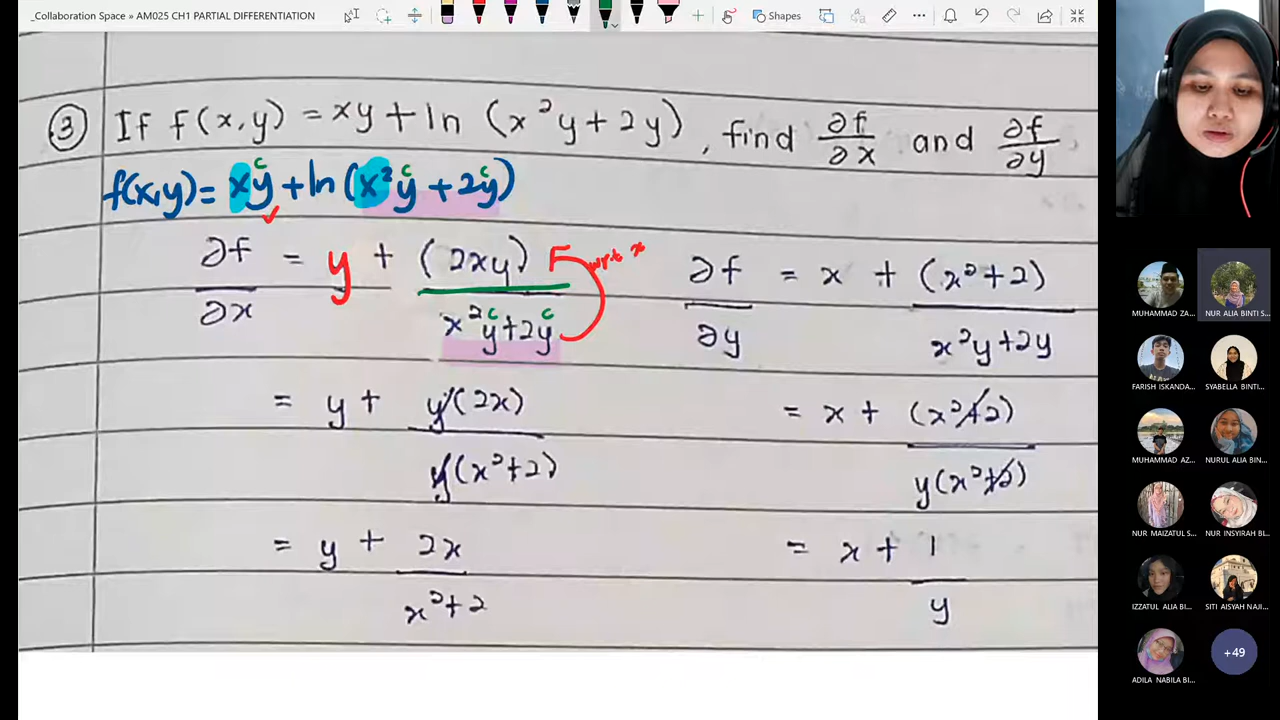 _Collaboration Space » AM025 CH1 PARTIAL DIFFERENTIATION
Shapes
③ If f(x,y) = xy + ln (x²y + 2y), find ∂f/∂x and ∂f/∂y
f(x,y) = xy + ln (x²y + 2y)
c c c
∂f/∂x = y + (2xy)/(x²y + 2y)
wrt x
c c
= y + y(2x)/y(x²+2)
= y + 2x/(x²+2)
∂f/∂y = x + (x²+2)/(x²y + 2y)
= x + (x²+2)/y(x²+2)
= x + 1/y
MUHAMMAD ZA...
NUR ALIA BINTI S...
FARISH ISKANDA...
SYABELLA BINTI...
MUHAMMAD AZ...
NURUL ALIA BIN...
NUR MAIZATUL S...
NUR INSYIRAH BI...
IZZATUL ALIA BI...
SITI AISYAH NAJI...
ADILA NABILA BI...
+49